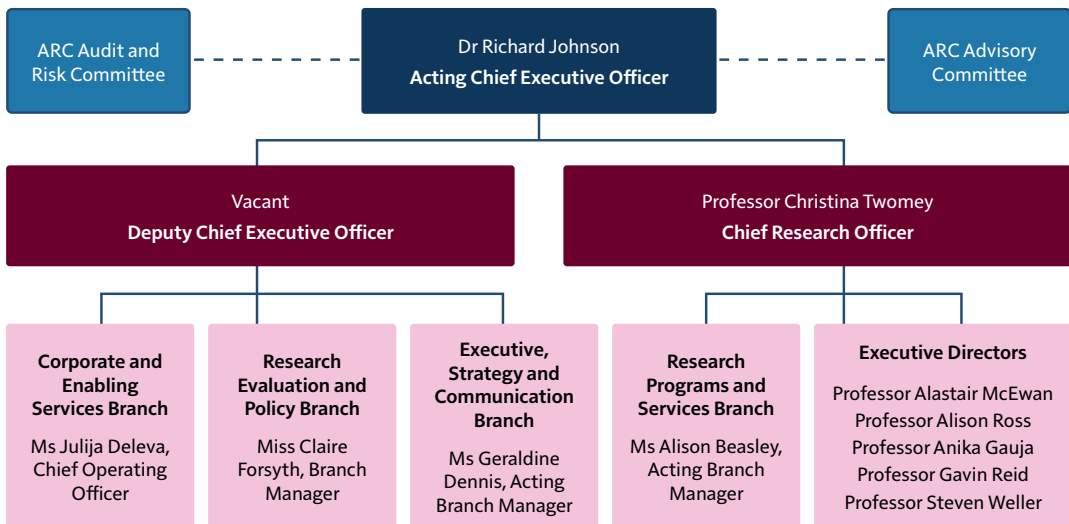 ARC Audit and
Risk Committee
Dr Richard Johnson
Acting Chief Executive Officer
ARC Advisory
Committee
Vacant
Deputy Chief Executive Officer
Professor Christina Twomey
Chief Research Officer
Corporate and
Enabling
Services Branch
Ms Julija Deleva,
Chief Operating
Officer
Research
Evaluation and
Policy Branch
Miss Claire
Forsyth, Branch
Manager
Executive,
Strategy and
Communication
Branch
Ms Geraldine
Dennis, Acting
Branch Manager
Research
Programs and
Services Branch
Ms Alison Beasley,
Acting Branch
Manager
Executive Directors
Professor Alastair McEwan
Professor Alison Ross
Professor Anika Gauja
Professor Gavin Reid
Professor Steven Weller